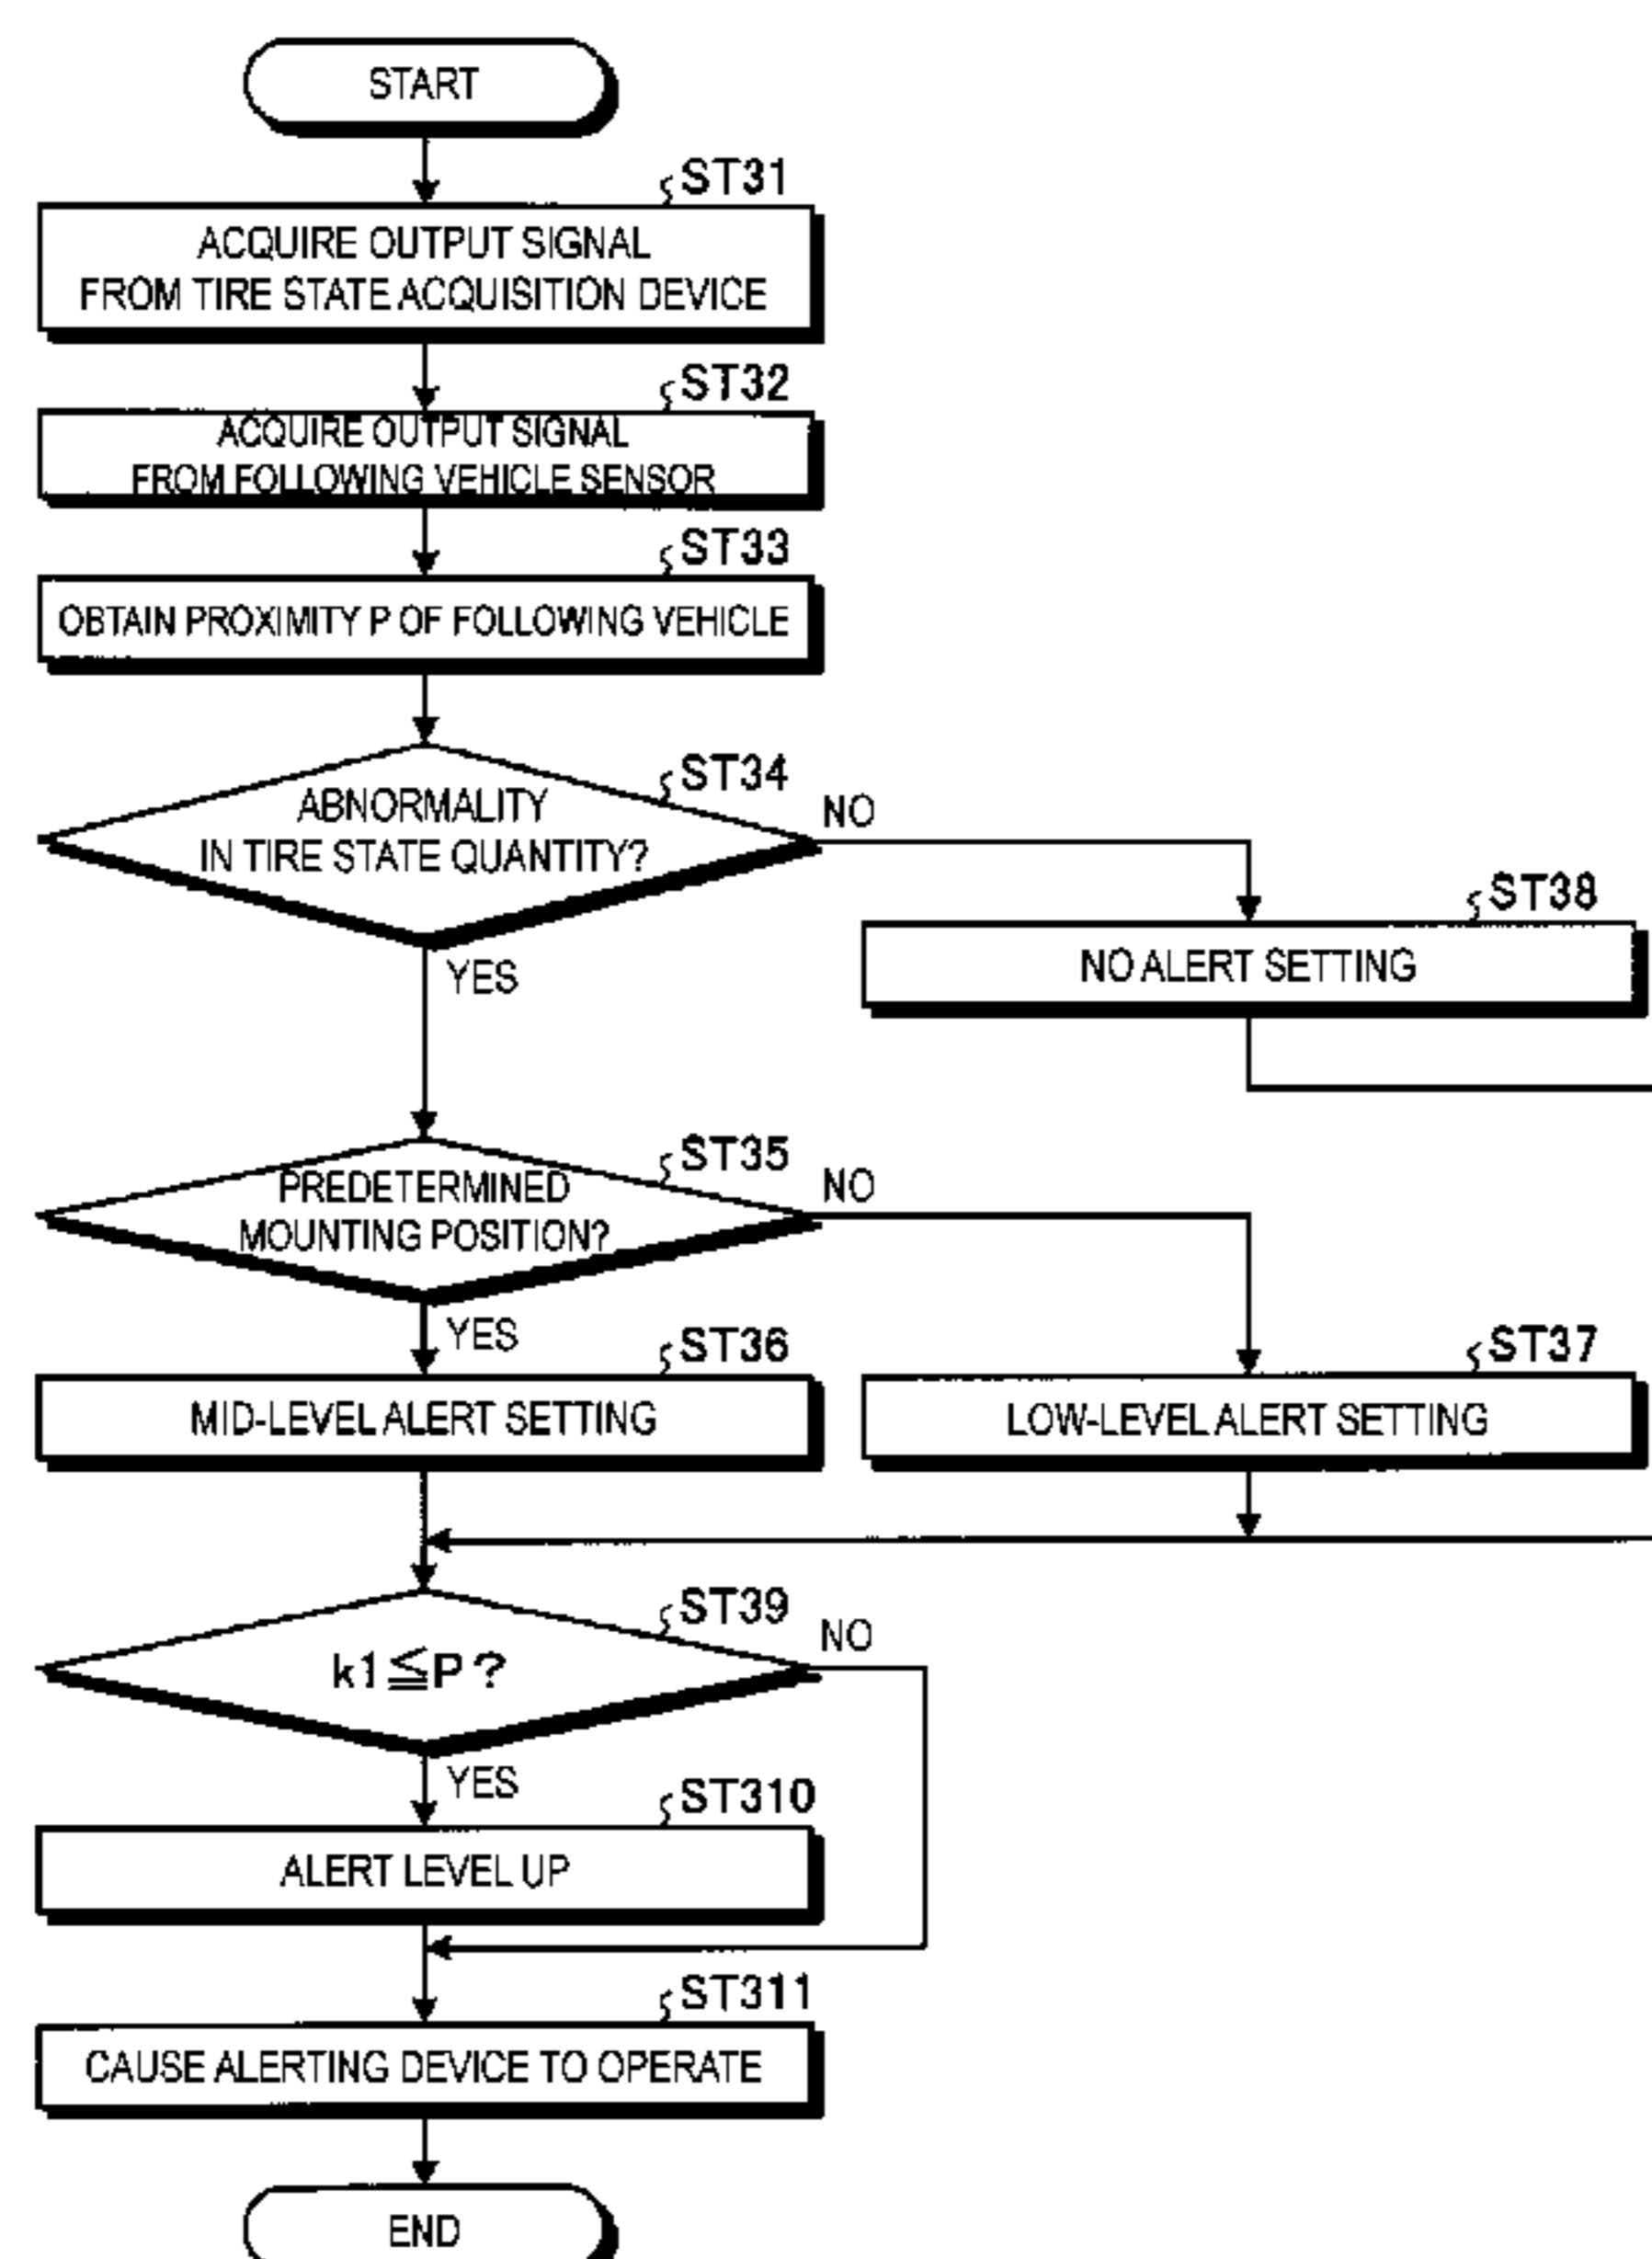 START
ST31
ACQUIRE OUTPUT SIGNAL
FROM TIRE STATE ACQUISITION DEVICE
ST32
ACQUIRE OUTPUT SIGNAL
FROM FOLLOWING VEHICLE SENSOR
ST33
OBTAIN PROXIMITY P OF FOLLOWING VEHICLE
ST34
ABNORMALITY
IN TIRE STATE QUANTITY?
NO
YES
ST38
NO ALERT SETTING
ST35
PREDETERMINED
MOUNTING POSITION?
NO
YES
ST36
MID-LEVEL ALERT SETTING
ST37
LOW-LEVEL ALERT SETTING
ST39
k1≦P?
NO
YES
ST310
ALERT LEVEL UP
ST311
CAUSE ALERTING DEVICE TO OPERATE
END